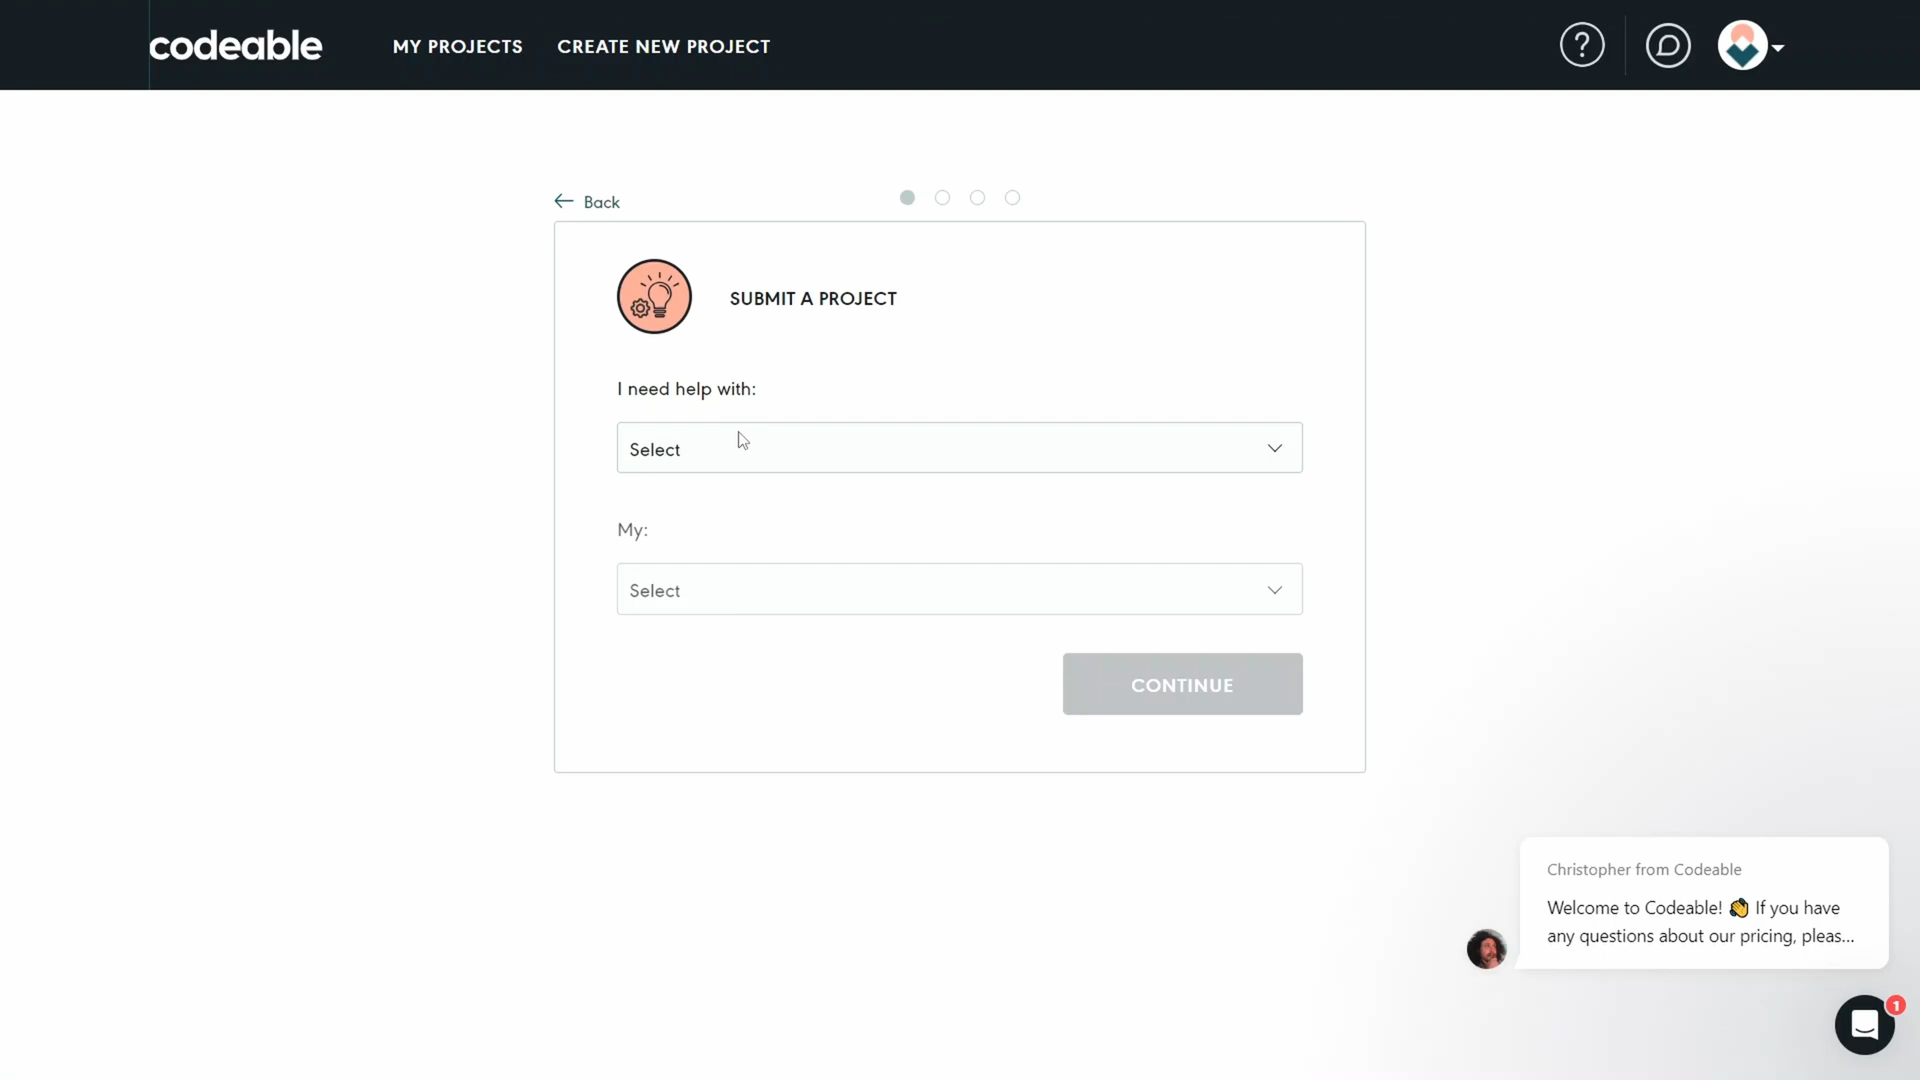 codeable
MY PROJECTS
CREATE NEW PROJECT
?
Back
SUBMIT A PROJECT
I need help with:
Select
My:
Select
CONTINUE
Christopher from Codeable
Welcome to Codeable! 👋 If you have
any questions about our pricing, pleas...
1